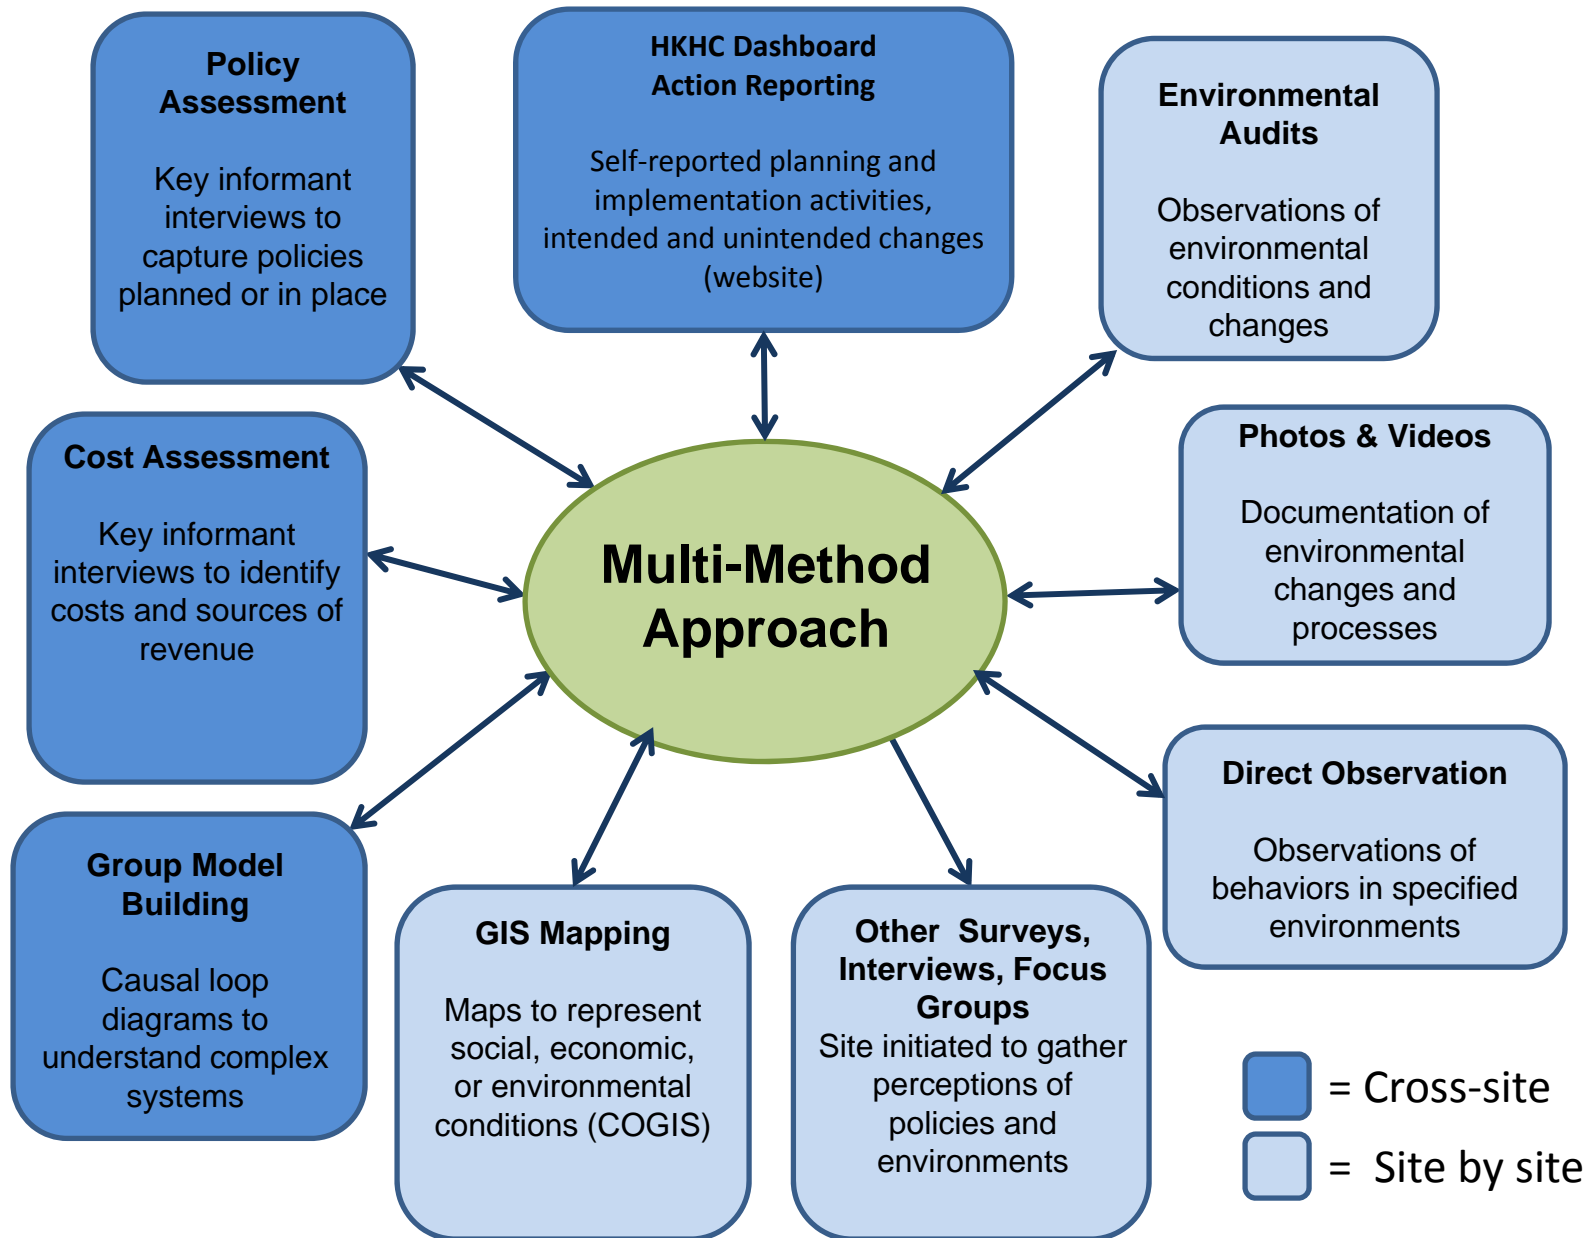 Policy
Assessment
Key informant
interviews to
capture policies
planned or in place
HKHC Dashboard
Action Reporting
Self-reported planning and
implementation activities,
intended and unintended changes
(website)
Environmental
Audits
Observations of
environmental
conditions and
changes
Cost Assessment
Key informant
interviews to identify
costs and sources of
revenue
Multi-Method
Approach
Photos & Videos
Documentation of
environmental
changes and
processes
Direct Observation
Observations of
behaviors in specified
environments
Group Model
Building
Causal loop
diagrams to
understand complex
systems
GIS Mapping
Maps to represent
social, economic,
or environmental
conditions (COGIS)
Other Surveys,
Interviews, Focus
Groups
Site initiated to gather
perceptions of
policies and
environments
= Cross-site
= Site by site